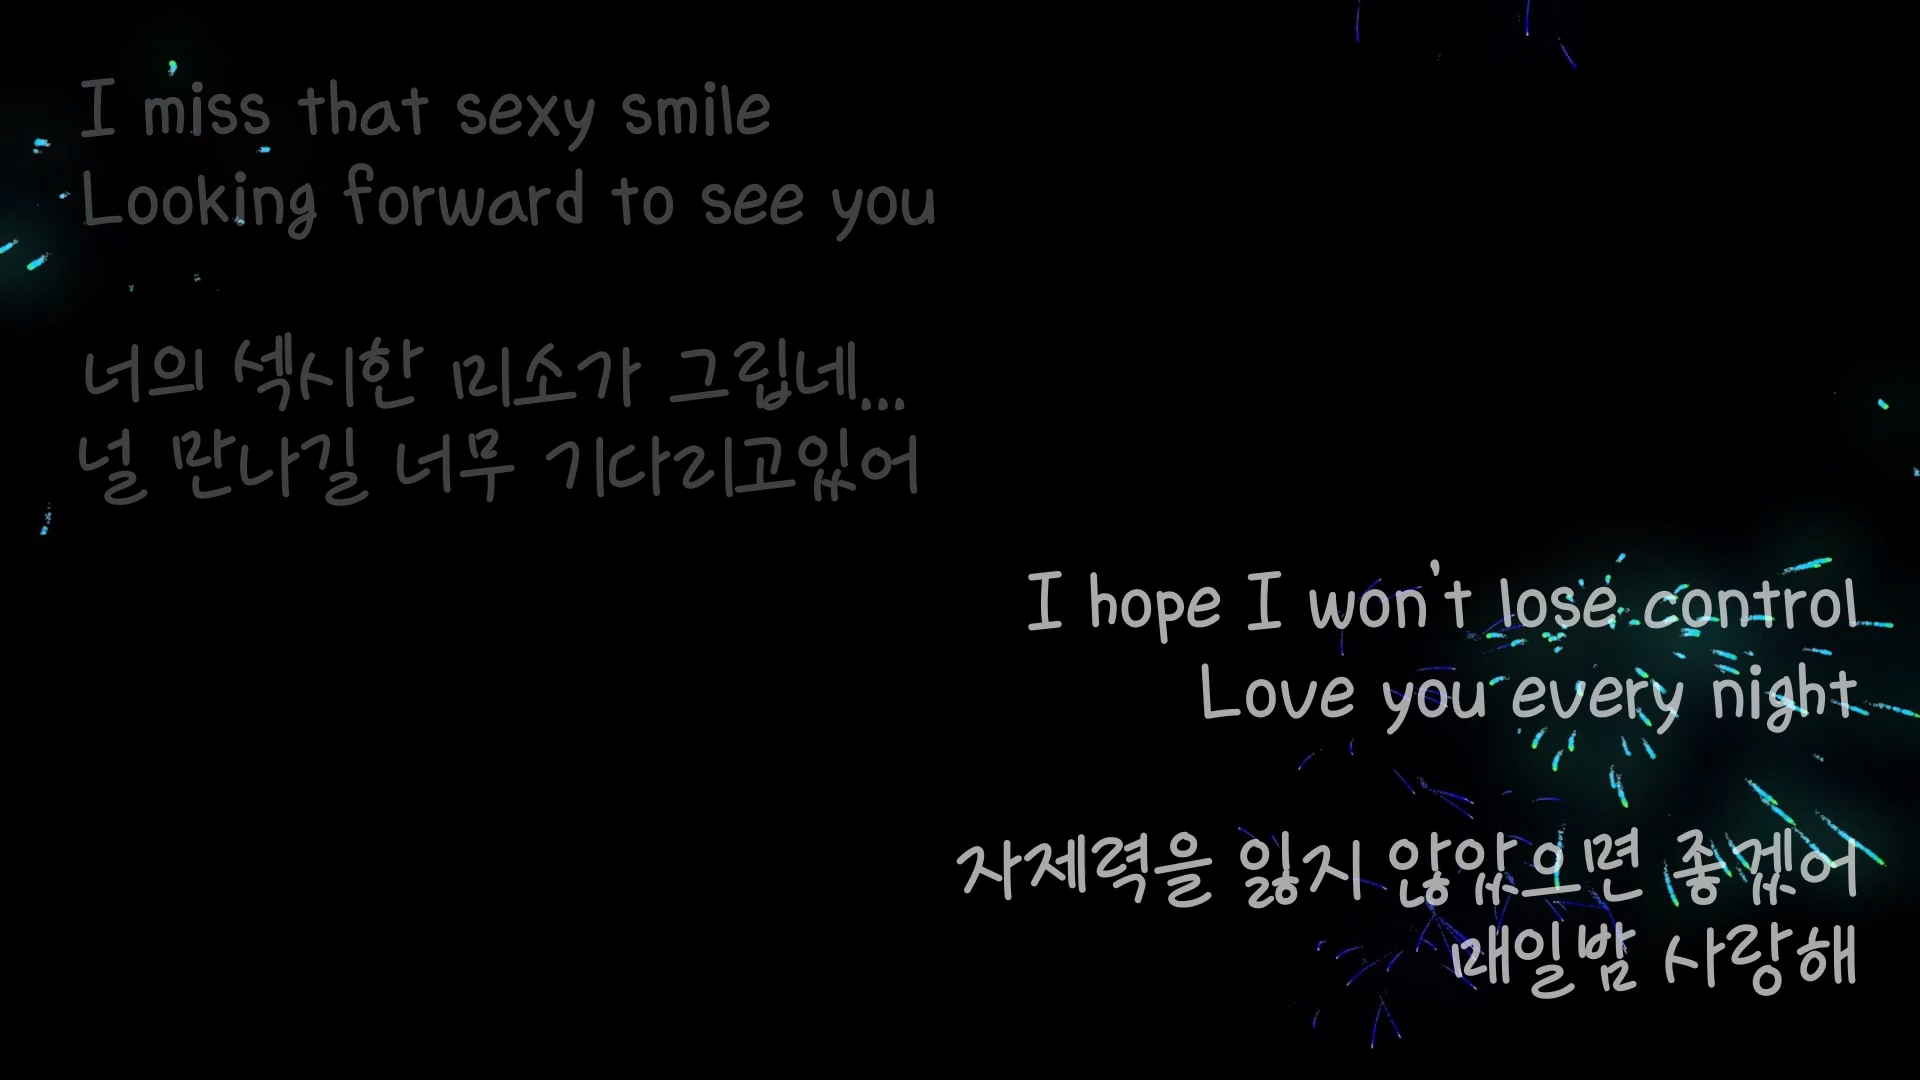 I miss that sexy smile
Looking forward to see you
너의 섹시한 미소가 그립네...
널 만나길 너무 기다리고있어
I hope I won't lose control
Love you every night
자제력을 잃지 않았으면 좋겠어
매일밤 사랑해